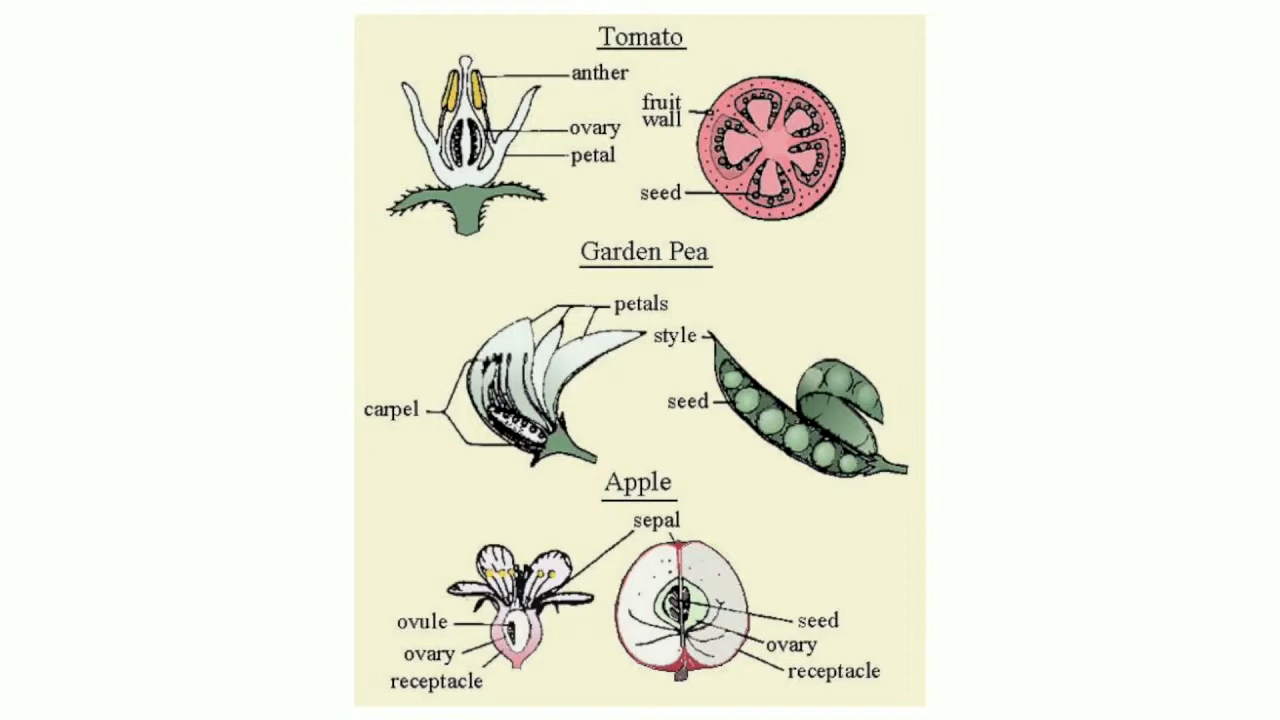 Tomato
anther
ovary
petal
fruit
wall
seed
Garden Pea
petals
carpel
style
seed
Apple
sepal
ovule
ovary
receptacle
seed
ovary
receptacle